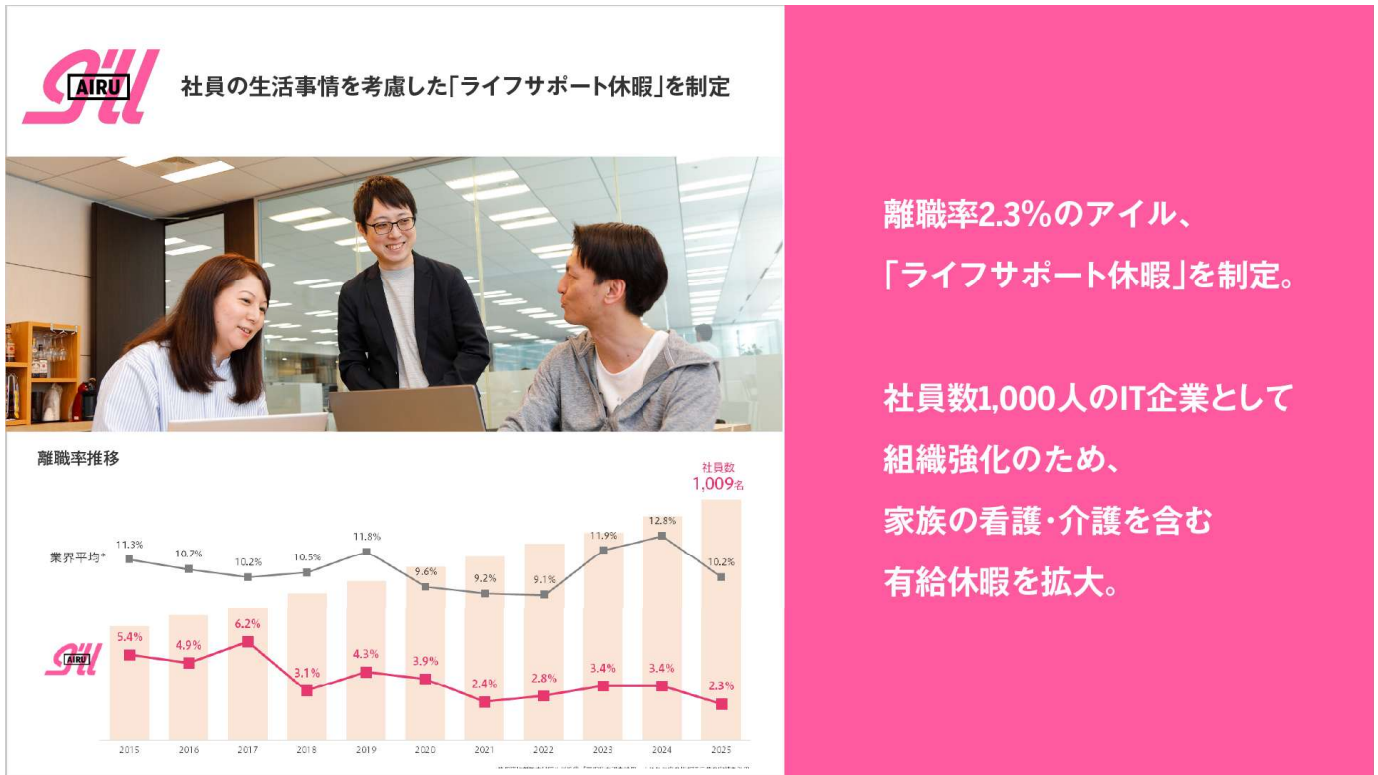 AIRU
社員の生活事情を考慮した「ライフサポート休暇」を制定
離職率2.3%のアイル、
「ライフサポート休暇」を制定。
社員数1,000人のIT企業として
組織強化のため、
家族の看護・介護を含む
有給休暇を拡大。
離職率推移
社員数
1,009名
業界平均*
11.3%
10.7%
10.2%
10.5%
11.8%
9.6%
9.2%
9.1%
11.9%
12.8%
10.2%
AIRU
5.4%
4.9%
6.2%
3.1%
4.3%
3.9%
2.4%
2.8%
3.4%
3.4%
2.3%
2015
2016
2017
2018
2019
2020
2021
2022
2023
2024
2025